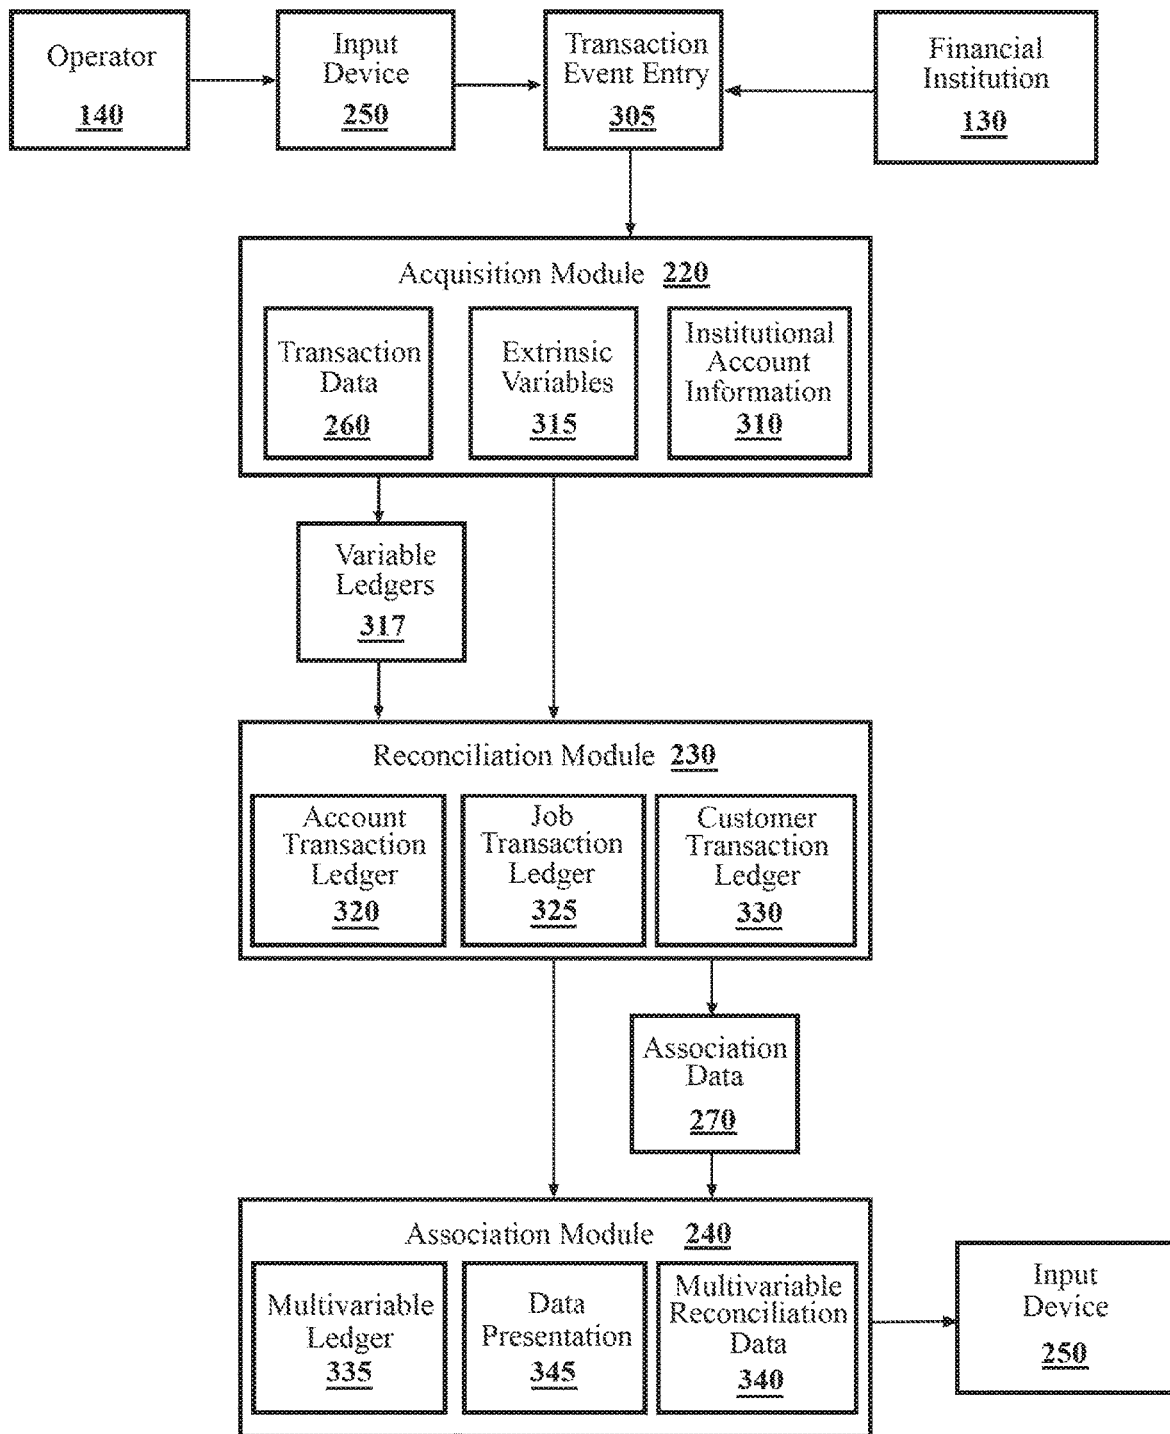 Operator
140
Input
Device
250
Transaction
Event Entry
305
Financial
Institution
130
Acquisition Module 220
Transaction
Data
260
Extrinsic
Variables
315
Institutional
Account
Information
310
Variable
Ledgers
317
Reconciliation Module 230
Account
Transaction
Ledger
320
Job
Transaction
Ledger
325
Customer
Transaction
Ledger
330
Association
Data
270
Association Module 240
Multivariable
Ledger
335
Data
Presentation
345
Multivariable
Reconciliation
Data
340
Input
Device
250